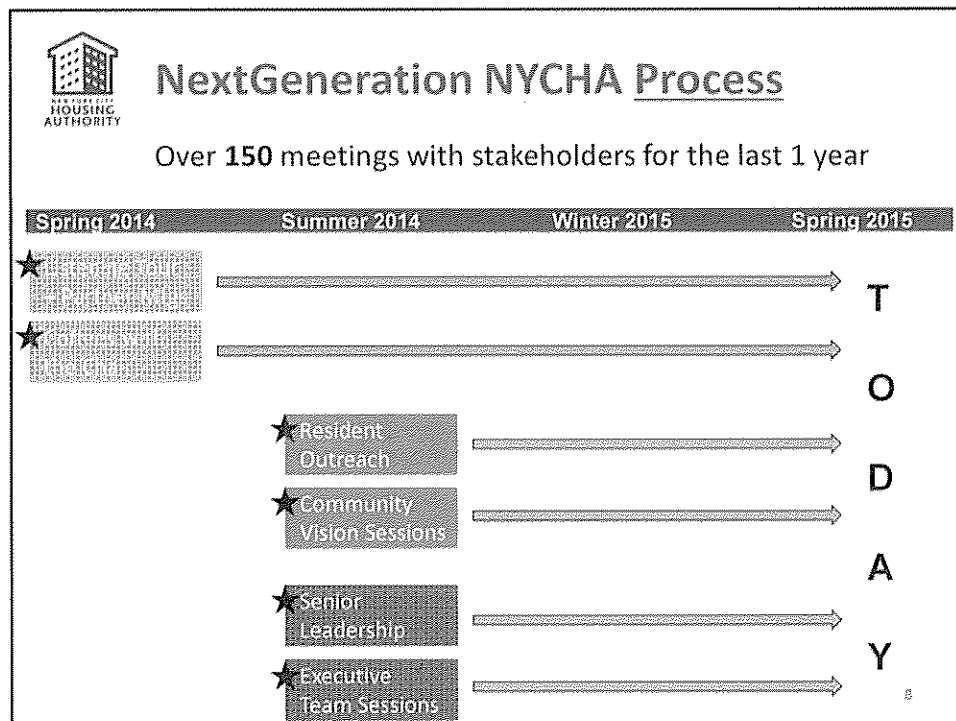 NEW YORK CITY
HOUSING
AUTHORITY
NextGeneration NYCHA Process
Over 150 meetings with stakeholders for the last 1 year
Spring 2014 Summer 2014 Winter 2015 Spring 2015
T
O
Resident
Outreach
D
Community
Vision Sessions
A
Senior
Leadership
Y
Executive
Team Sessions
8